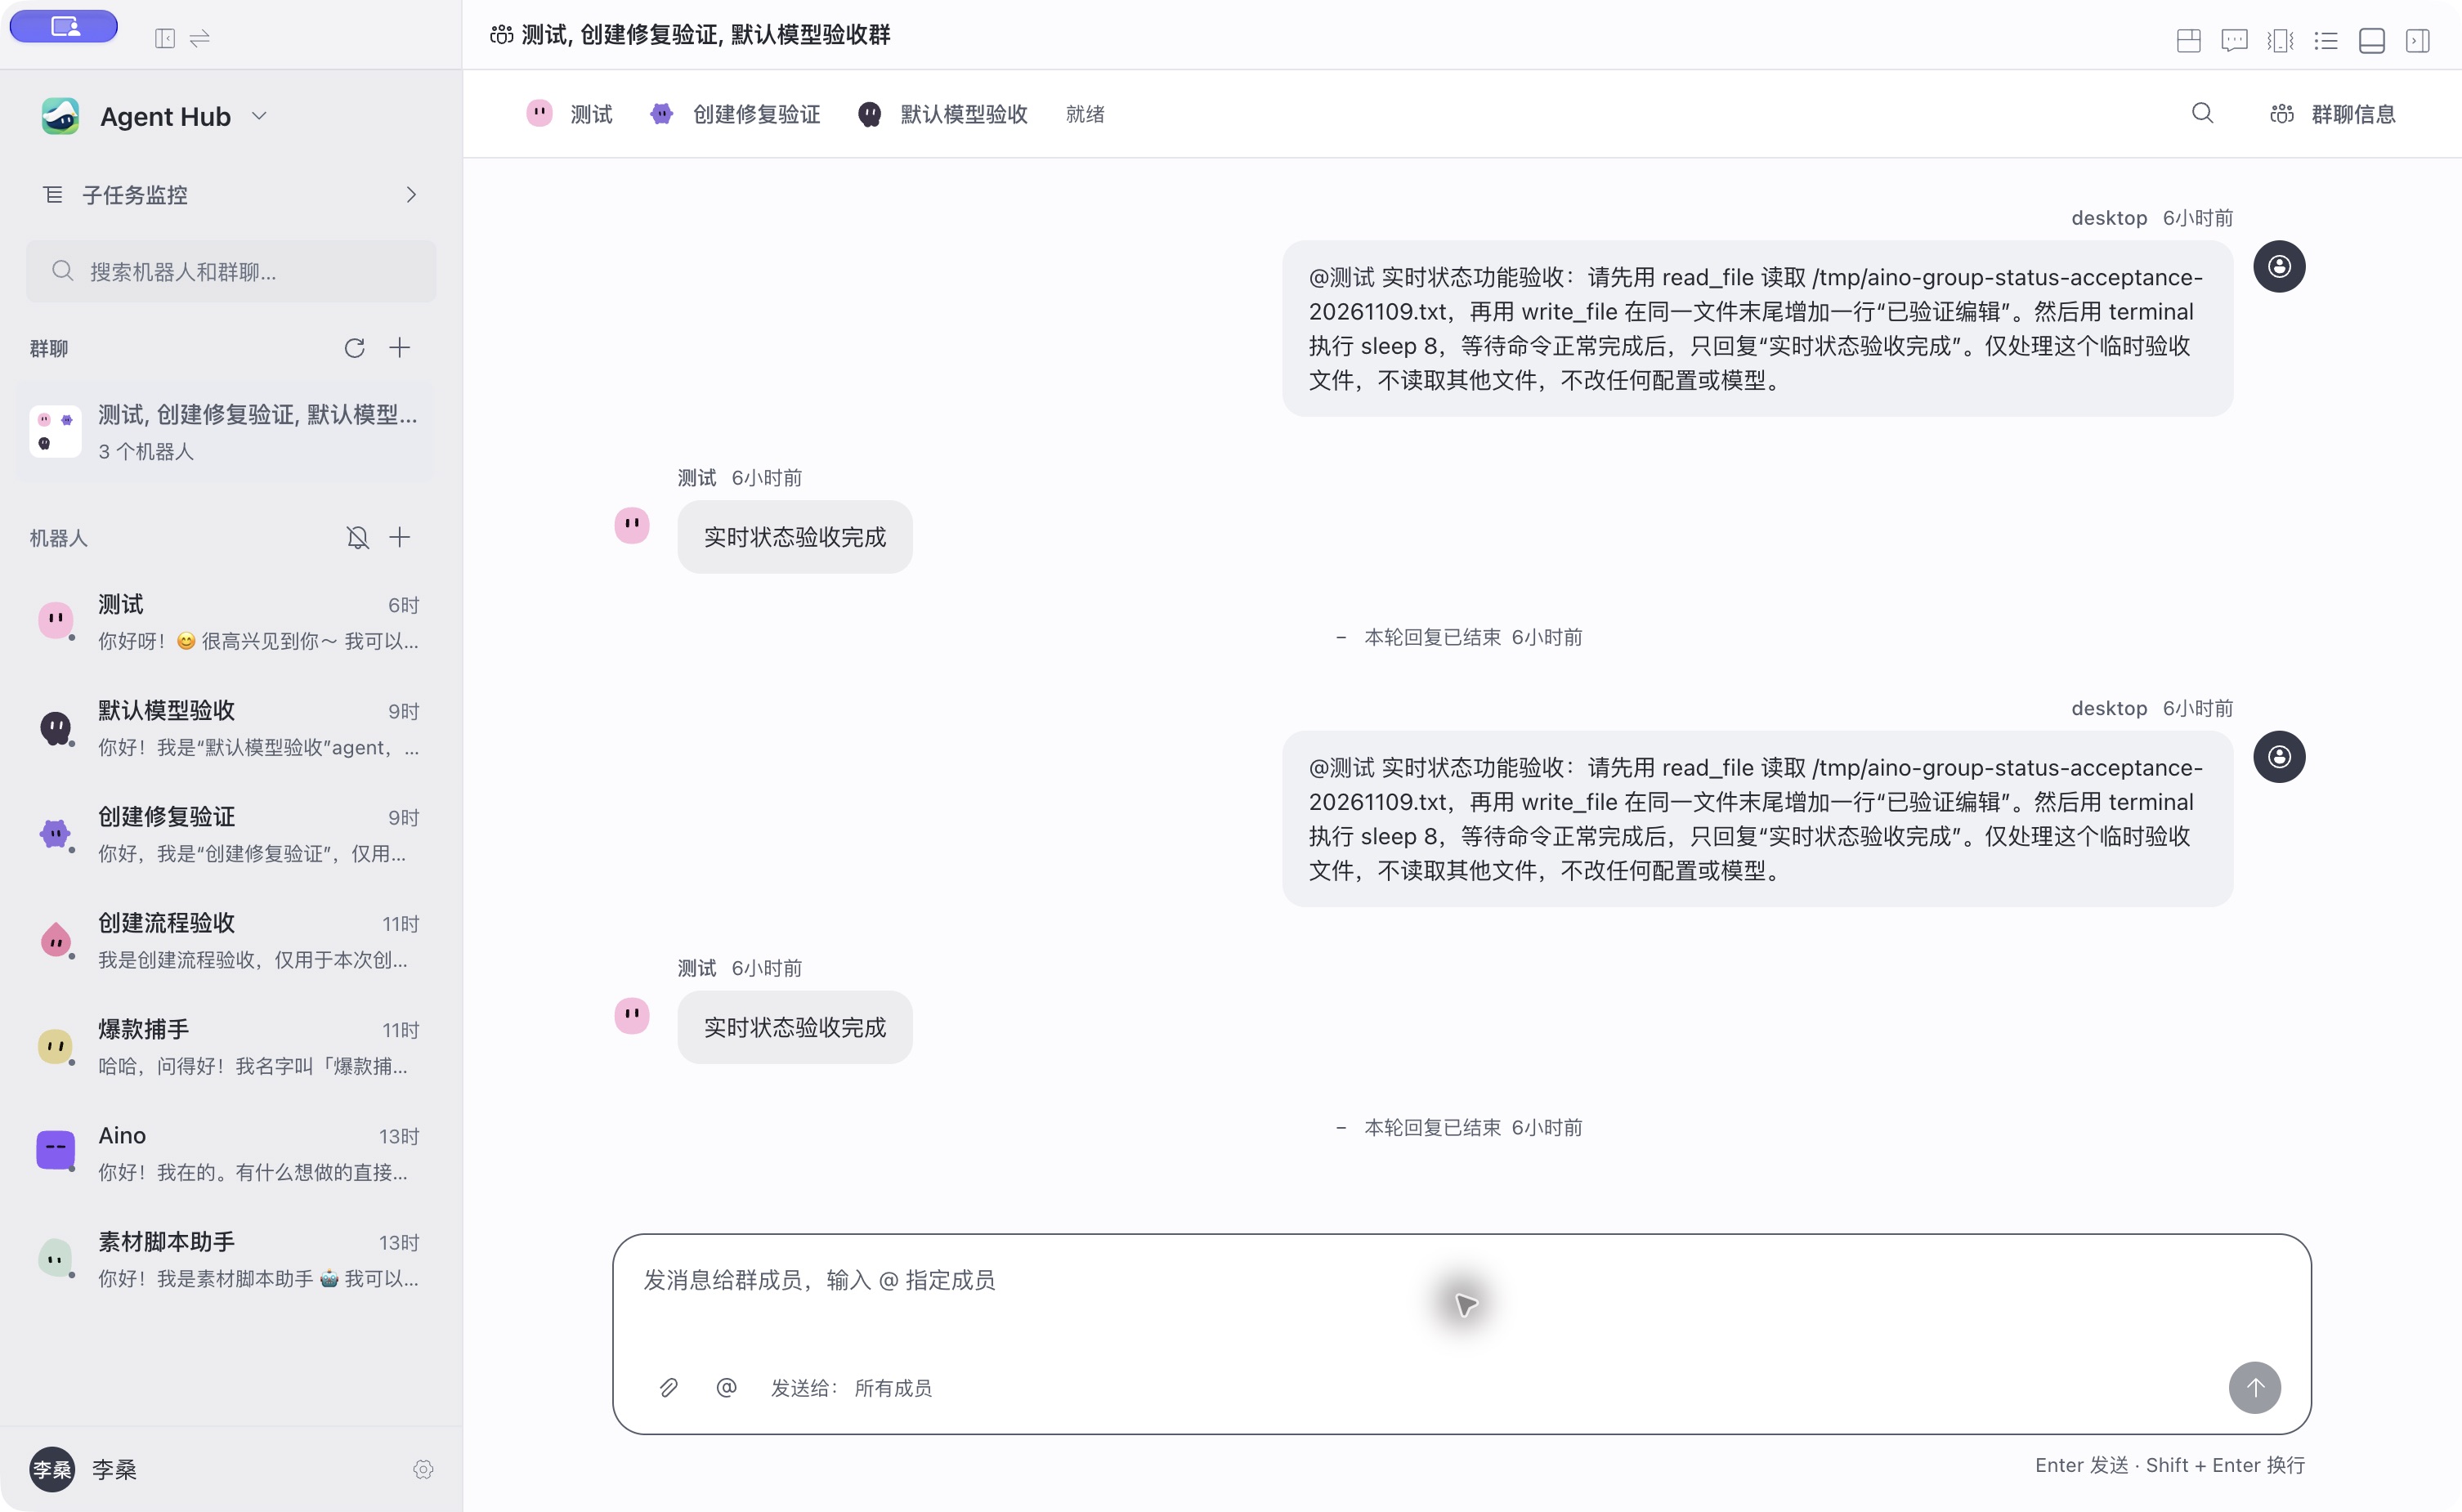 测试, 创建修复验证, 默认模型验收群
Agent Hub
子任务监控
搜索机器人和群聊...
群聊
测试, 创建修复验证, 默认模型...
3 个机器人
机器人
测试 6时
你好呀！😊 很高兴见到你～ 我可以...
默认模型验收 9时
你好！我是“默认模型验收”agent，...
创建修复验证 9时
你好，我是“创建修复验证”，仅用...
创建流程验收 11时
我是创建流程验收，仅用于本次创...
爆款捕手 11时
哈哈，问得好！我名字叫「爆款捕...
Aino 13时
你好！我在的。有什么想做的直接...
素材脚本助手 13时
你好！我是素材脚本助手 🤖 我可以...
李桑 李桑
测试 创建修复验证 默认模型验收 就绪
群聊信息
desktop 6小时前
@测试 实时状态功能验收：请先用 read_file 读取 /tmp/aino-group-status-acceptance-
20261109.txt，再用 write_file 在同一文件末尾增加一行“已验证编辑”。然后用 terminal
执行 sleep 8，等待命令正常完成后，只回复“实时状态验收完成”。仅处理这个临时验收
文件，不读取其他文件，不改任何配置或模型。
测试 6小时前
实时状态验收完成
– 本轮回复已结束 6小时前
desktop 6小时前
@测试 实时状态功能验收：请先用 read_file 读取 /tmp/aino-group-status-acceptance-
20261109.txt，再用 write_file 在同一文件末尾增加一行“已验证编辑”。然后用 terminal
执行 sleep 8，等待命令正常完成后，只回复“实时状态验收完成”。仅处理这个临时验收
文件，不读取其他文件，不改任何配置或模型。
测试 6小时前
实时状态验收完成
– 本轮回复已结束 6小时前
发消息给群成员，输入 @ 指定成员
@ 发送给： 所有成员
Enter 发送 · Shift + Enter 换行